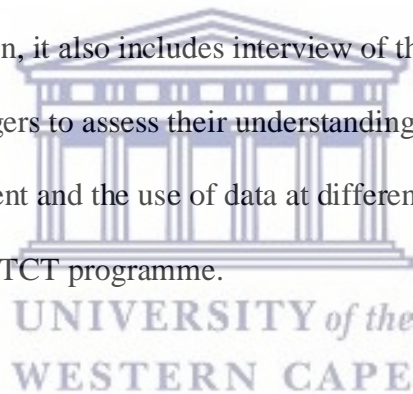 n, it also includes interview of th
gers to assess their understanding
ent and the use of data at differen
TCT programme.
UNIVERSITY of the
WESTERN CAPE